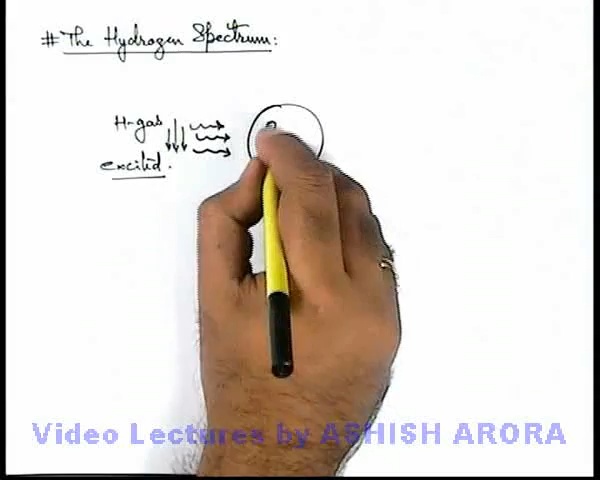 # The Hydrogen Spectrum:
H-gas
excited.
Video Lectures by ASHISH ARORA